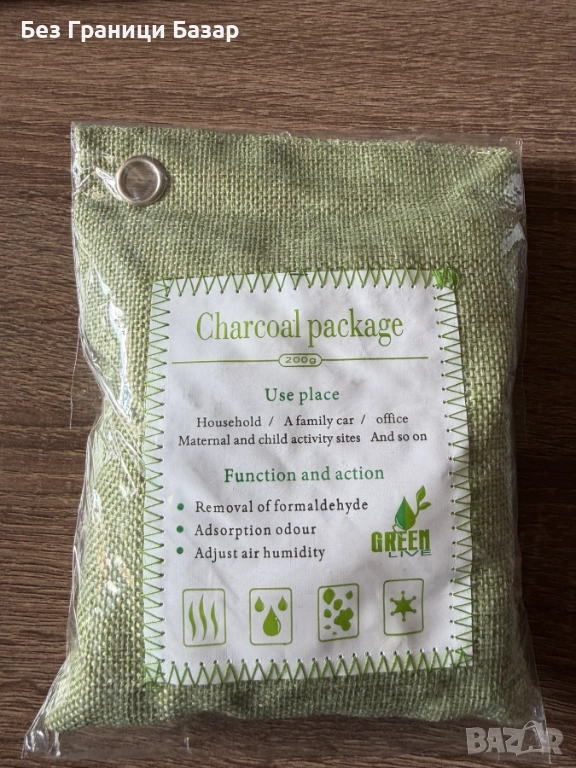 Без Граници Базар
Charcoal package
200g
Use place
Household / A family car / office
Maternal and child activity sites And so on
Function and action
Removal of formaldehyde
Adsorption odour
Adjust air humidity
GREEN
LIVE
BAZAR